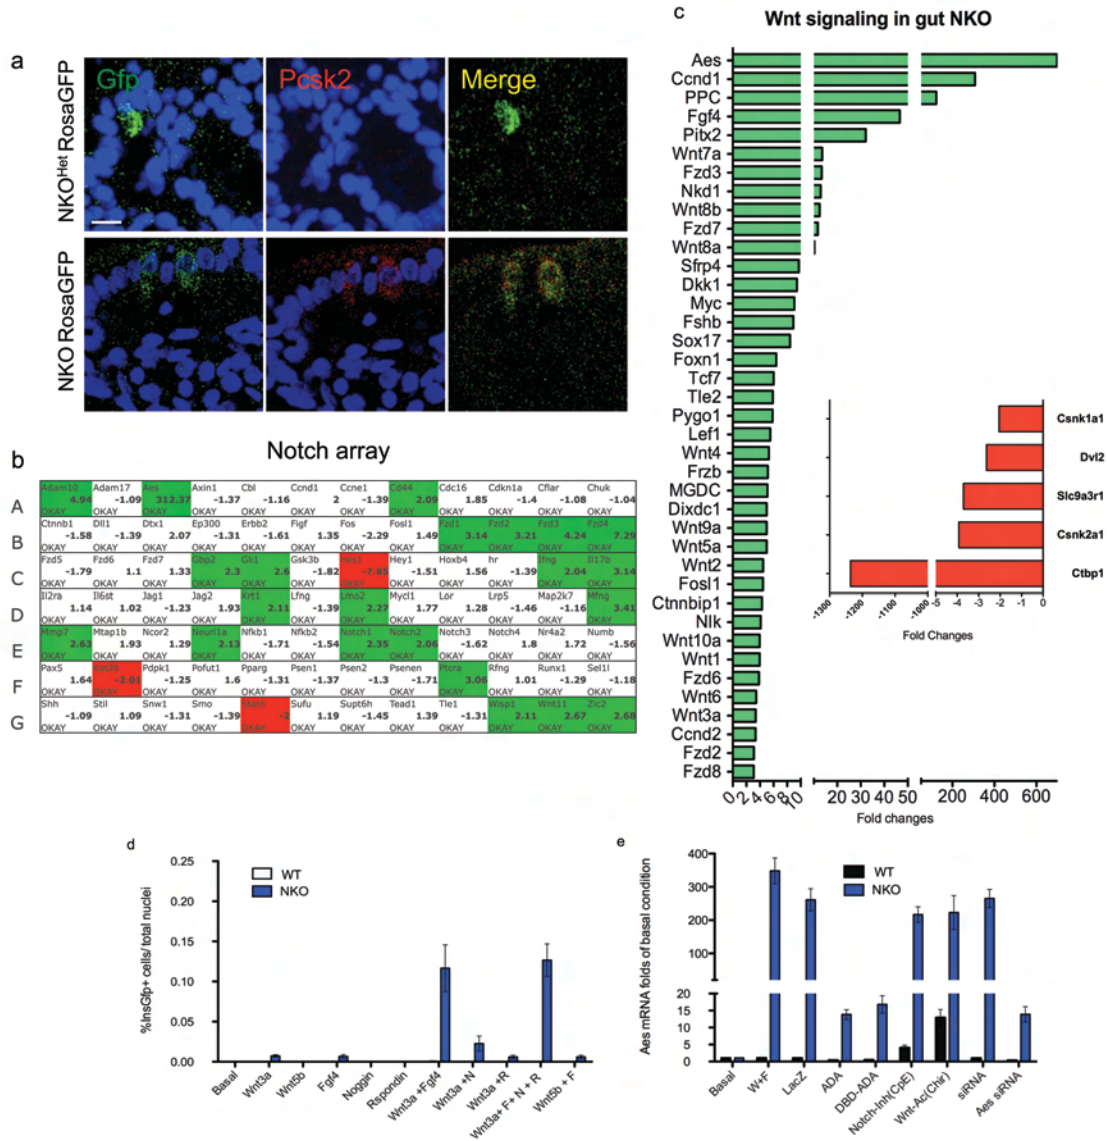 a
Gfp Pcsk2 Merge
NKOHet RosaGFP
NKO RosaGFP
b
Notch array
A
Adam10 Adam17 Aes Axin1 Cbl Ccnd1 Ccne1 Cd44 Cdc16 Cdkn1a Cflar Chuk
4.94 -1.09 312.37 -1.37 -1.16 2 -1.39 2.09 1.85 -1.4 -1.08 -1.04
OKAY OKAY OKAY OKAY OKAY OKAY OKAY OKAY OKAY OKAY OKAY OKAY
B
Ctnnb1 Dll1 Dtx1 Ep300 Erbb2 Figf Fos Fosl1 Fzd1 Fzd2 Fzd3 Fzd4
-1.58 -1.39 2.07 -1.31 -1.61 1.35 -2.29 1.49 3.14 3.21 4.24 7.29
OKAY OKAY OKAY OKAY OKAY OKAY OKAY OKAY OKAY OKAY OKAY OKAY
C
Fzd5 Fzd6 Fzd7 Gbp2 Gli1 Gsk3b Hes1 Hey1 Hoxb4 hr Ifng Il17b
-1.79 1.1 1.33 2.3 2.6 -1.82 -7.85 -1.51 1.56 -1.39 2.04 3.14
OKAY OKAY OKAY OKAY OKAY OKAY OKAY OKAY OKAY OKAY OKAY OKAY
D
Il2ra Il6st Jag1 Jag2 Krt1 Lfng Lmo2 Mycl1 Lor Lrp5 Map2k7 Mfng
1.14 1.02 -1.23 1.93 2.11 -1.39 2.27 1.77 1.28 -1.46 -1.16 3.41
OKAY OKAY OKAY OKAY OKAY OKAY OKAY OKAY OKAY OKAY OKAY OKAY
E
Mmp7 Mtap1b Ncor2 Neurl1a Nfkb1 Nfkb2 Notch1 Notch2 Notch3 Notch4 Nr4a2 Numb
2.63 1.93 1.29 2.13 -1.71 -1.54 2.35 2.06 -1.62 1.8 1.72 -1.56
OKAY OKAY OKAY OKAY OKAY OKAY OKAY OKAY OKAY OKAY OKAY OKAY
F
Pax5 Kat2b Pdpk1 Pofut1 Pparg Psen1 Psen2 Psenen Ptcra Rfng Runx1 Sel1l
1.64 -2.01 -1.25 1.6 -1.31 -1.37 -1.3 -1.71 3.06 1.01 -1.29 -1.18
OKAY OKAY OKAY OKAY OKAY OKAY OKAY OKAY OKAY OKAY OKAY OKAY
G
Shh Stil Snw1 Smo Stat6 Sufu Supt6h Tead1 Tle1 Wisp1 Wnt11 Zic2
-1.09 1.09 -1.31 -1.39 -2 1.19 -1.45 1.39 -1.31 2.11 2.67 2.68
OKAY OKAY OKAY OKAY OKAY OKAY OKAY OKAY OKAY OKAY OKAY OKAY
c
Wnt signaling in gut NKO
Aes
Ccnd1
PPC
Fgf4
Pitx2
Wnt7a
Fzd3
Nkd1
Wnt8b
Fzd7
Wnt8a
Sfrp4
Dkk1
Myc
Fshb
Sox17
Foxn1
Tcf7
Tle2
Pygo1
Lef1
Wnt4
Frzb
MGDC
Dixdc1
Wnt9a
Wnt5a
Wnt2
Fosl1
Ctnnbip1
Nlk
Wnt10a
Wnt1
Fzd6
Wnt6
Wnt3a
Ccnd2
Fzd2
Fzd8
0 2 4 6 8 10 20 30 40 50 200 400 600
Fold changes
Csnk1a1
Dvl2
Slc9a3r1
Csnk2a1
Ctbp1
-1300 -1200 -1100 -1000 -5 -4 -3 -2 -1 0
Fold Changes
d
%InsGfp+ cells/ total nuclei
0.25
0.20
0.15
0.10
0.05
0.00
WT
NKO
Basal
Wnt3a
Wnt5b
Fgf4
Noggin
Rspondin
Wnt3a +Fgf4
Wnt3a +N
Wnt3a +R
Wnt3a+ F+ N + R
Wnt5b + F
e
Aes mRNA folds of basal condition
400
300
200
100
20
15
10
5
0
WT
NKO
Basal
W+F
LacZ
ADA
DBD-ADA
Notch-Inh(CpE)
Wnt-Ac(Chir)
siRNA
Aes siRNA